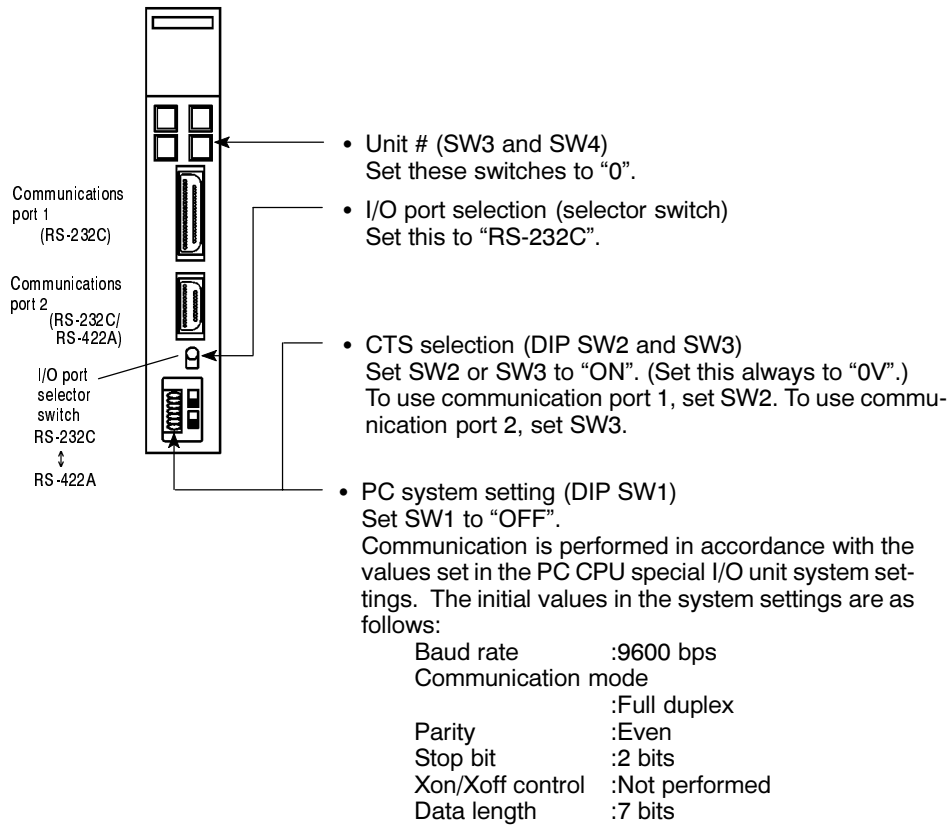 Communications
port 1
(RS-232C)
Communications
port 2
(RS-232C/
RS-422A)
I/O port
selector
switch
RS-232C
↕
RS-422A
• Unit # (SW3 and SW4)
Set these switches to “0”.
• I/O port selection (selector switch)
Set this to “RS-232C”.
• CTS selection (DIP SW2 and SW3)
Set SW2 or SW3 to “ON”. (Set this always to “0V”.)
To use communication port 1, set SW2. To use commu-
nication port 2, set SW3.
• PC system setting (DIP SW1)
Set SW1 to “OFF”.
Communication is performed in accordance with the
values set in the PC CPU special I/O unit system set-
tings. The initial values in the system settings are as
follows:
Baud rate :9600 bps
Communication mode
:Full duplex
Parity :Even
Stop bit :2 bits
Xon/Xoff control :Not performed
Data length :7 bits